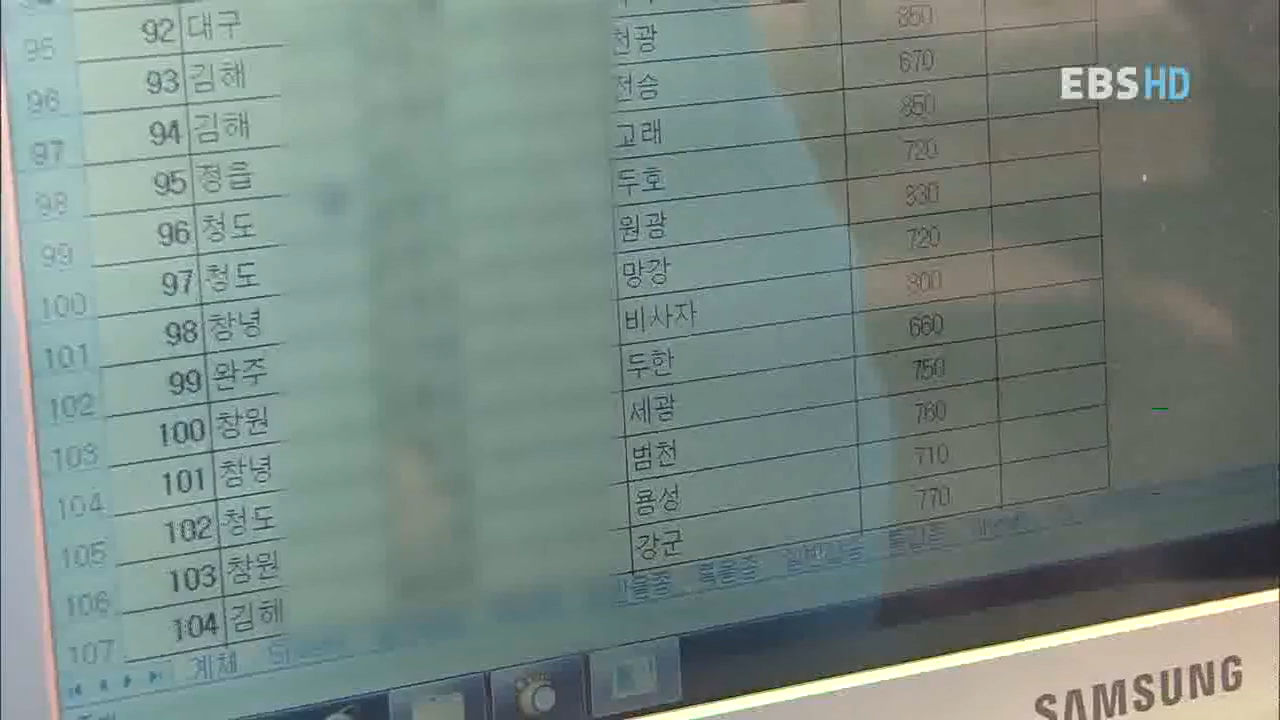 EBS HD
95 92 대구
96 93 김해 천광 850
97 94 김해 전승 670
98 95 정읍 고래 850
99 96 청도 두호 720
100 97 청도 원광 830
101 98 창녕 망강 720
102 99 완주 비사자 800
103 100 창원 두한 660
104 101 창녕 세광 750
105 102 청도 범천 760
106 103 창원 용성 710
107 104 김해 강군 770
계체
SAMSUNG